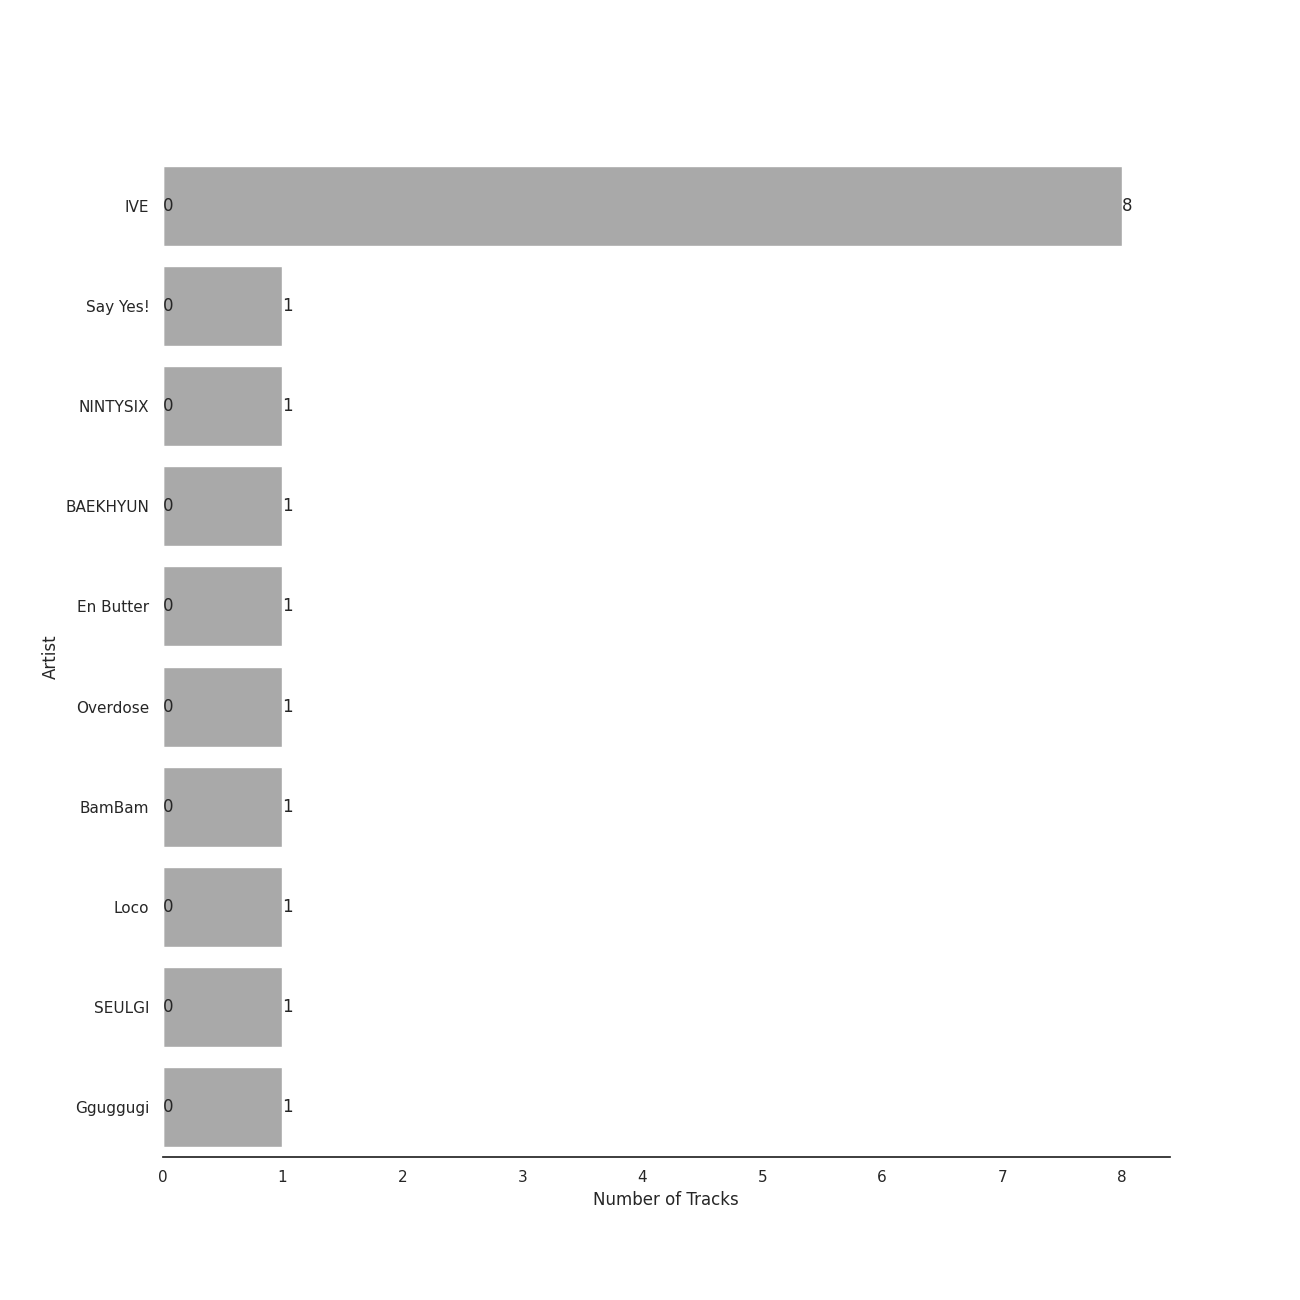 IVE 0 8
Say Yes! 0 1
NINTYSIX 0 1
BAEKHYUN 0 1
En Butter 0 1
Artist
Overdose 0 1
BamBam 0 1
Loco 0 1
SEULGI 0 1
Gguggugi 0 1
0 1 2 3 4 5 6 7 8
Number of Tracks